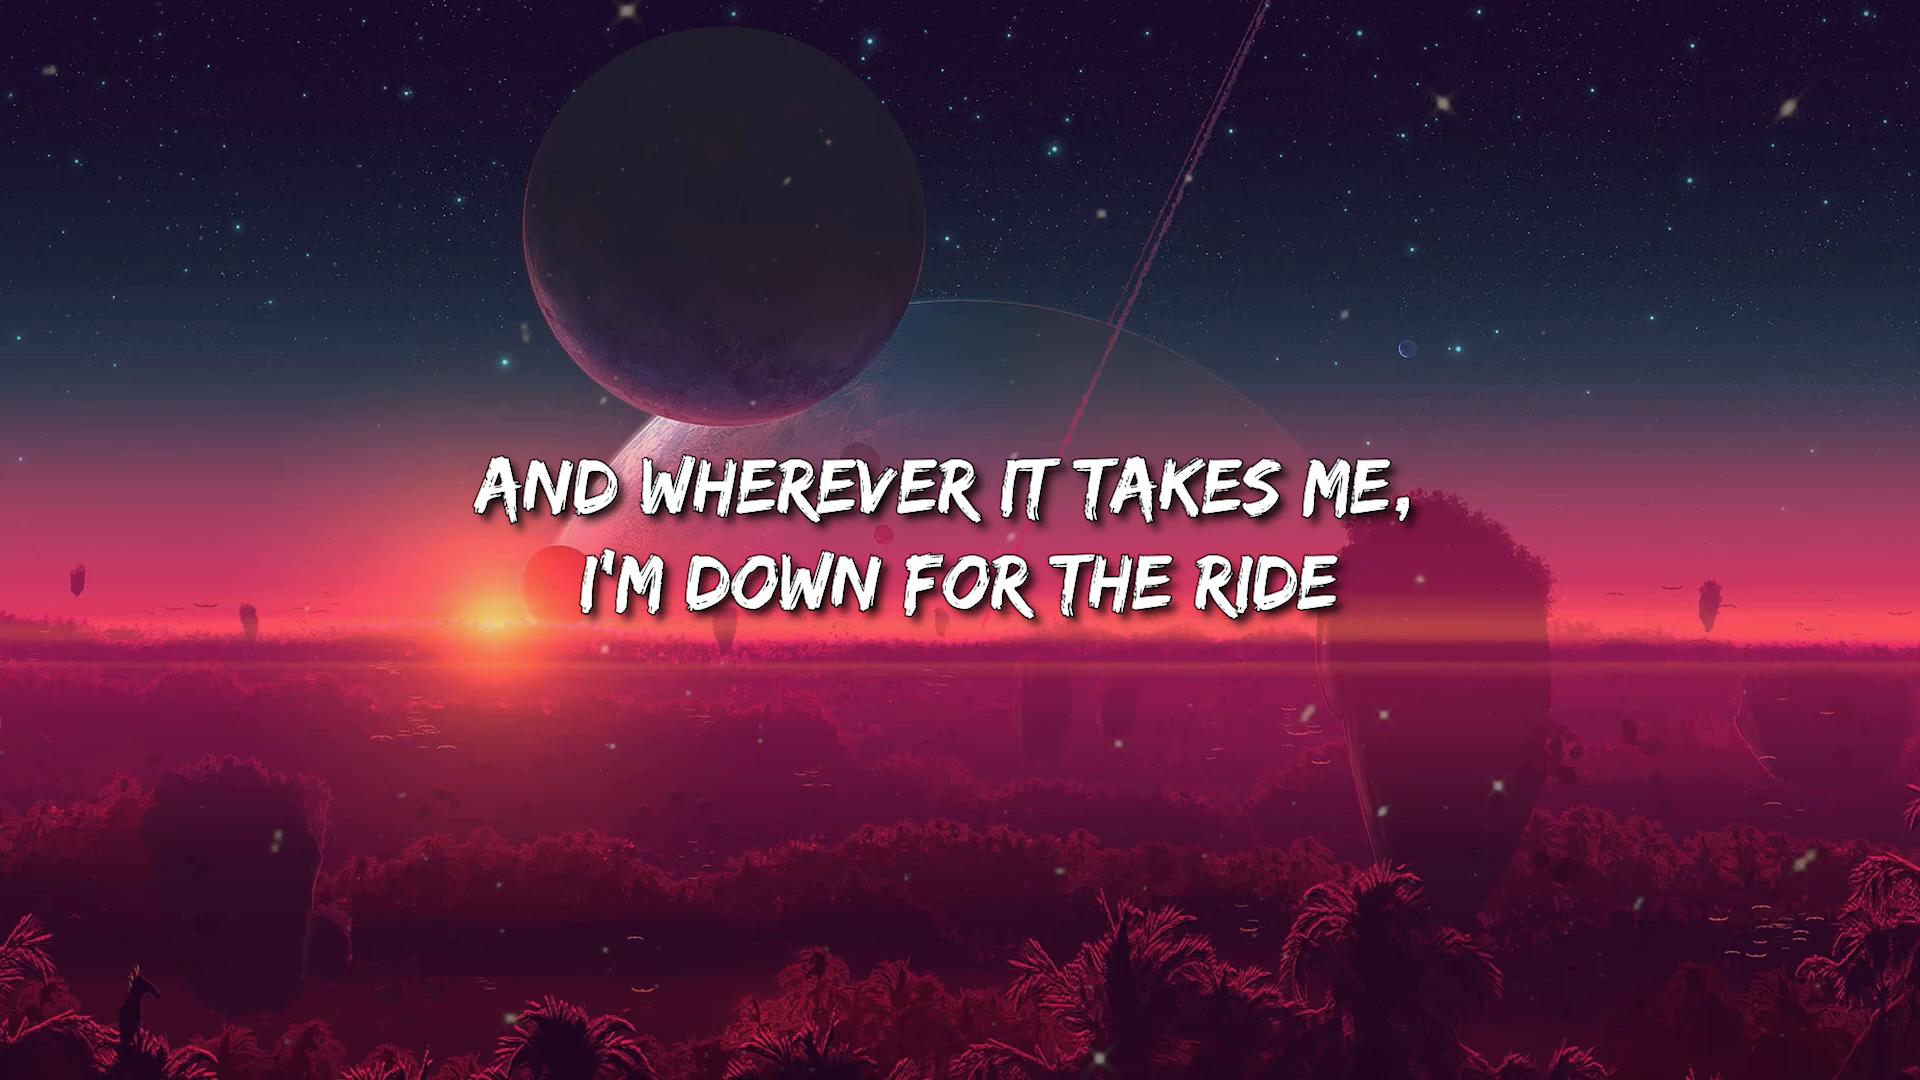 AND WHEREVER IT TAKES ME,
I'M DOWN FOR THE RIDE